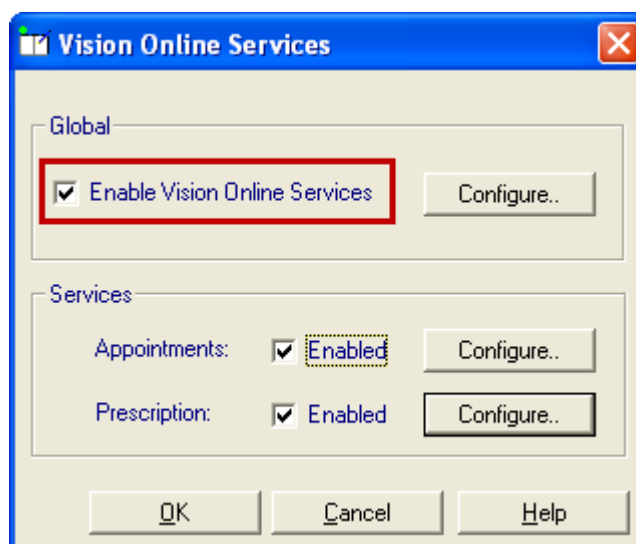 Vision Online Services
Global
Enable Vision Online Services Configure..
Services
Appointments: Enabled Configure..
Prescription: Enabled Configure..
OK Cancel Help